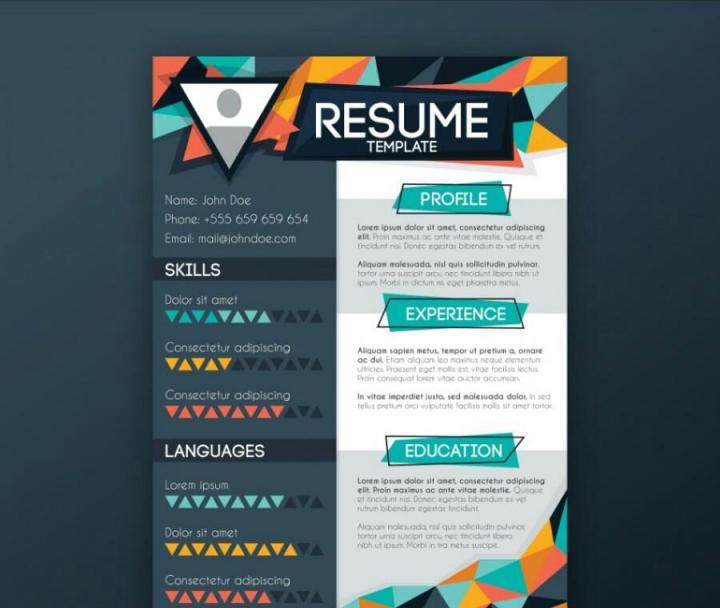 RESUME
TEMPLATE
Name: John Doe
Phone: +555 659 659 654
Email: mail@johndoe.com
SKILLS
Dolor sit amet
Consectetur adipiscing
Consectetur adipiscing
LANGUAGES
Lorem ipsum
Dolor sit amet
Consectetur adipiscing
PROFILE
Lorem ipsum dolor sit amet, consectetur adipiscing
elit. Proin maximus ac ante vitae molestie. Quisque et
tincidunt nisi. Donec egestas bibendum ex vel rutrum.
Aliquam malesuada, nisl quis sollicitudin pulvinar,
tortor urna suscipit arcu, nec tincidunt libero nibh ut
ipsum. Morbi in dictum mi, eget pharetra metus.
EXPERIENCE
Aliquam sapien metus, tempor ut pretium a, ornare
ac dui. Etiam aliquam leo maximus neque elementum
ultricies. Praesent eget mollis est, vitae facilisis lectus.
Proin consequat lorem vitae auctor accumsan.
In vitae imperdiet justo, sed malesuada dolor. In sed
tellus pretium orci vulputate facilisis mollis sit amet tortor.
EDUCATION
Lorem ipsum dolor sit amet, consectetur adipiscing
elit. Proin maximus ac ante vitae molestie. Quisque et
tincidunt nisi. Donec egestas bibendum ex vel rutrum
egestas bibendum egestas tincidunt.
Aliquam malesuada, nisl quis sollicitudin pulvinar,
tortor urna suscipit arcu, nec tincidunt libero
nibh ut ipsum. Morbi in tetra metus suscipit.